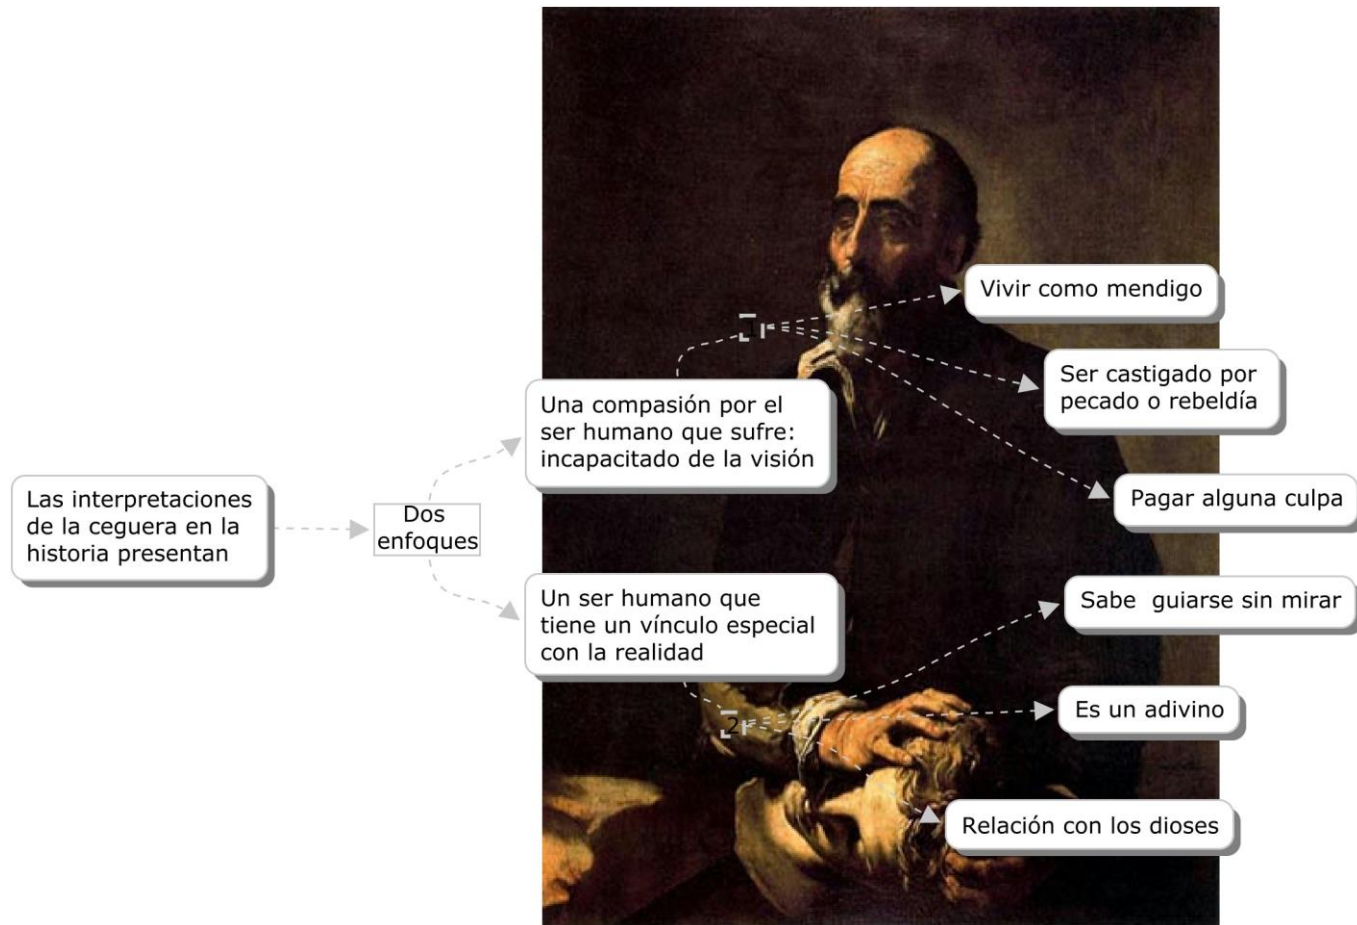 Las interpretaciones
de la ceguera en la
historia presentan
Dos
enfoques
Una compasión por el
ser humano que sufre:
incapacitado de la visión
1
Vivir como mendigo
Ser castigado por
pecado o rebeldía
Pagar alguna culpa
Un ser humano que
tiene un vínculo especial
con la realidad
2
Sabe  guiarse sin mirar
Es un adivino
Relación con los dioses